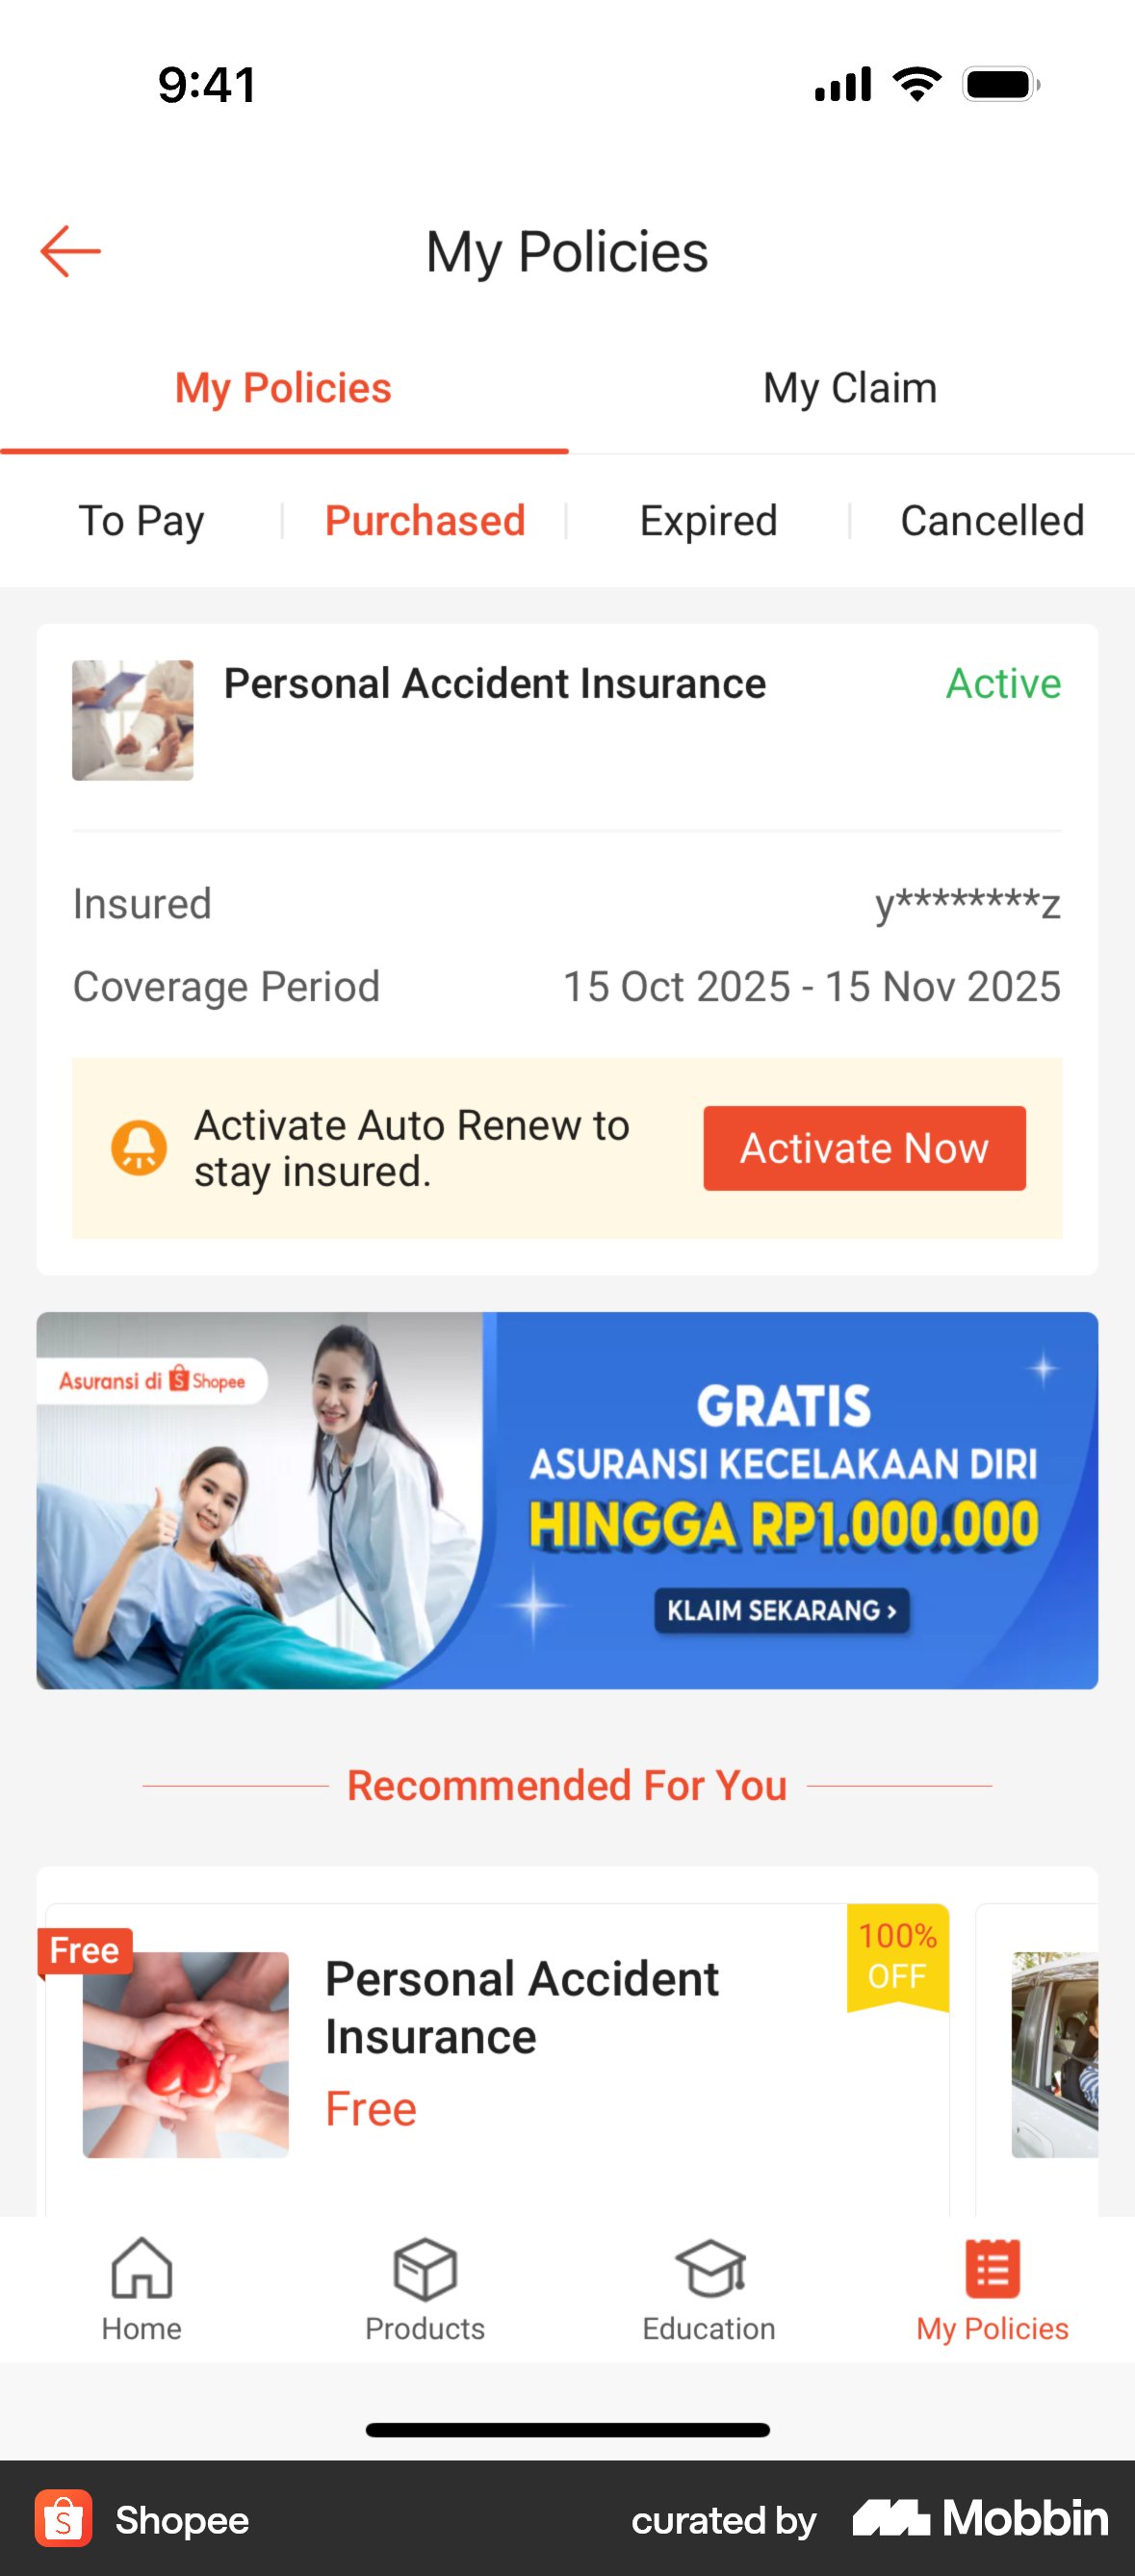 9:41
My Policies
My Policies
My Claim
To Pay
Purchased
Expired
Cancelled
Personal Accident Insurance
Active
Insured
y********z
Coverage Period
15 Oct 2025 - 15 Nov 2025
Activate Auto Renew to
stay insured.
Activate Now
Asuransi di Shopee
GRATIS
ASURANSI KECELAKAAN DIRI
HINGGA RP1.000.000
KLAIM SEKARANG >
Recommended For You
Free
100%
OFF
Personal Accident
Insurance
Free
Home
Products
Education
My Policies
Shopee
curated by
Mobbin